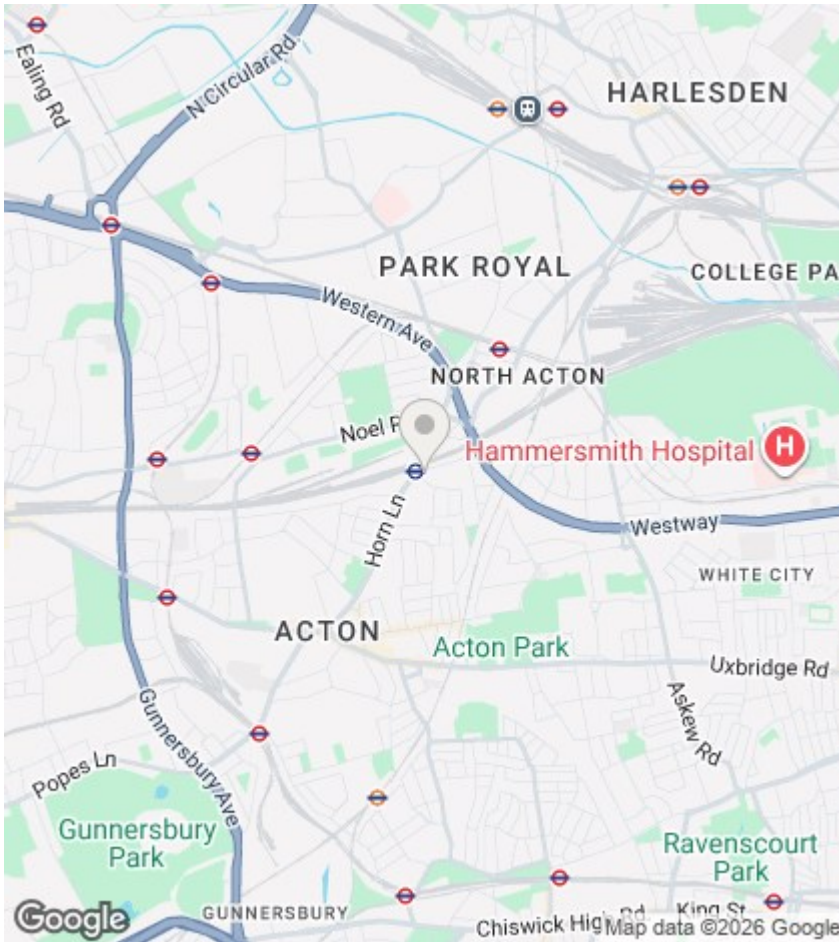 Ealing Rd
N Circular Rd
HARLESDEN
PARK ROYAL
COLLEGE PA
Western Ave
NORTH ACTON
Noel
Hammersmith Hospital
H
Horn Ln
Westway
WHITE CITY
ACTON
Acton Park
Uxbridge Rd
Askew Rd
Gunnersbury Ave
Popes Ln
Gunnersbury
Park
Ravenscourt
Park
GUNNERSBURY
Chiswick High Rd
King St
Google
Map data ©2026 Google